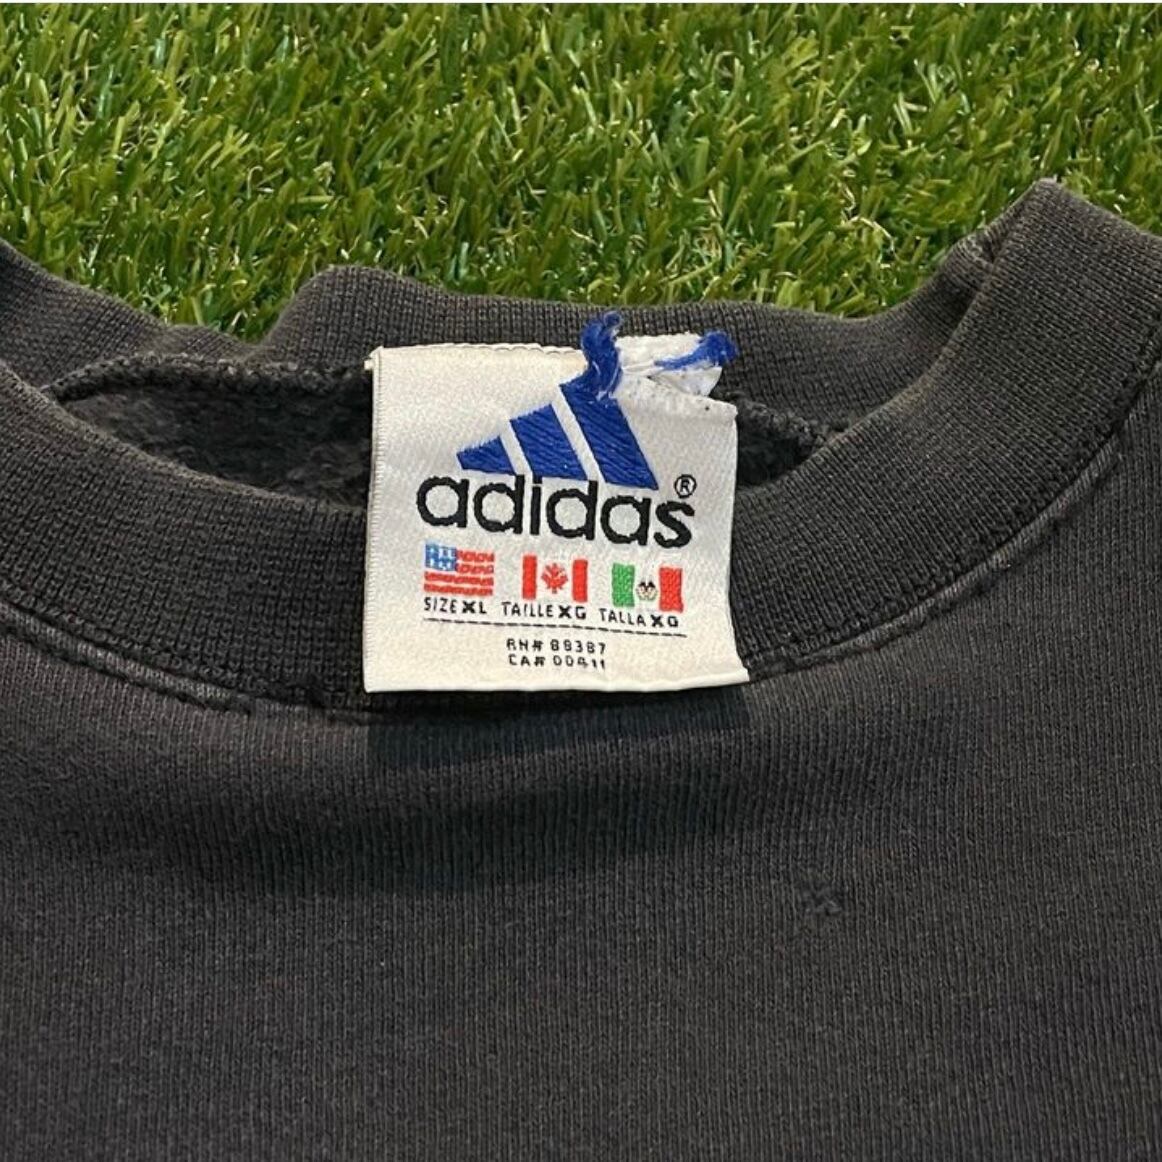 adidas®
SIZE XL TAILLE XG TALLA XG
RN# 88387
CA# 00411